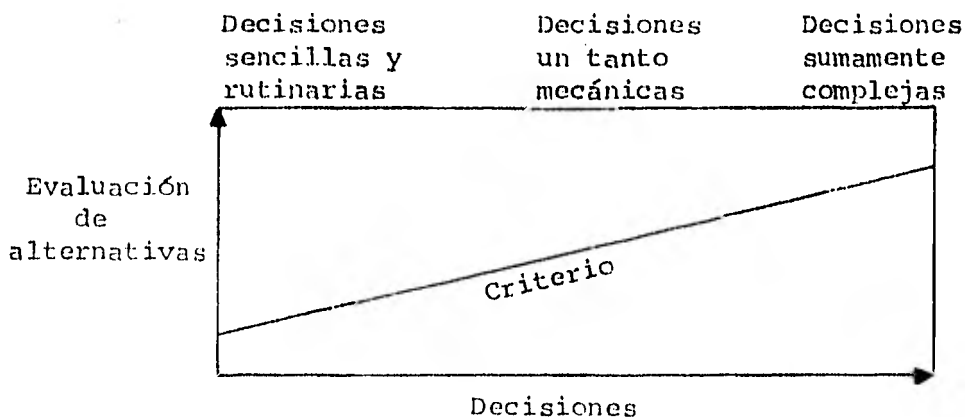 Decisiones
sencillas y
rutinarias
Decisiones
un tanto
mecánicas
Decisiones
sumamente
complejas
Evaluación
de
alternativas
Criterio
Decisiones